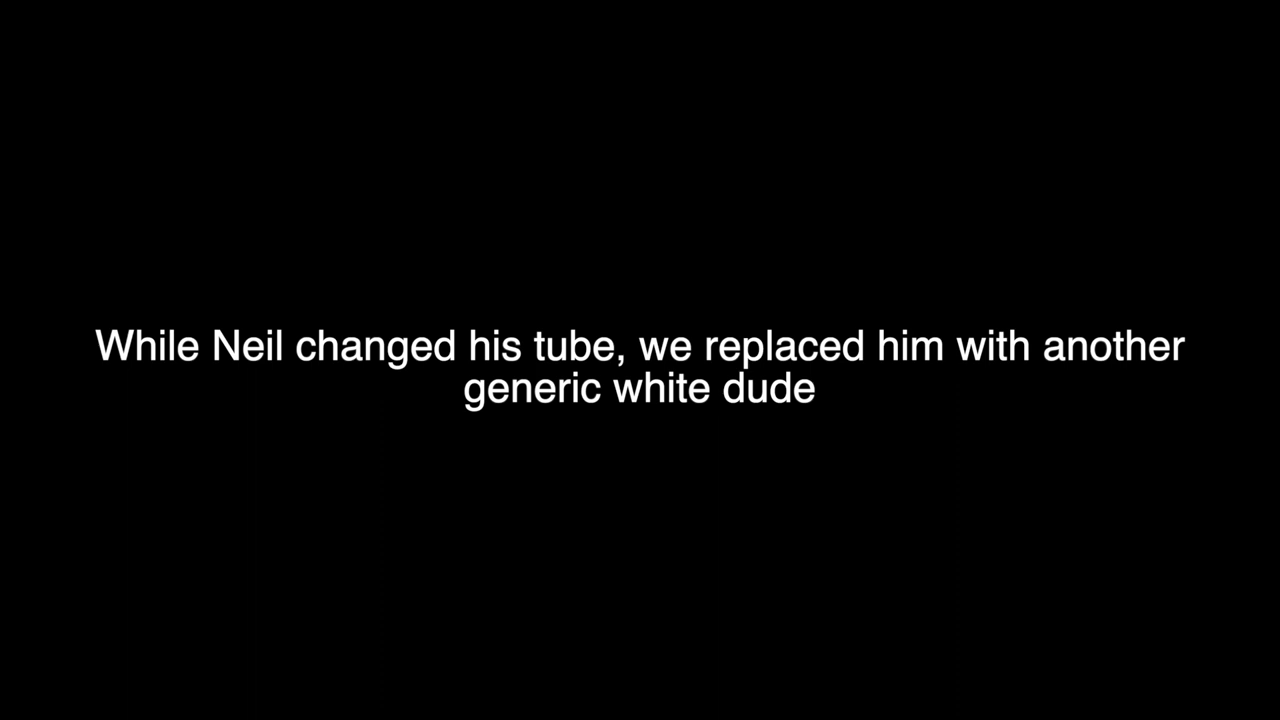 While Neil changed his tube, we replaced him with another
generic white dude